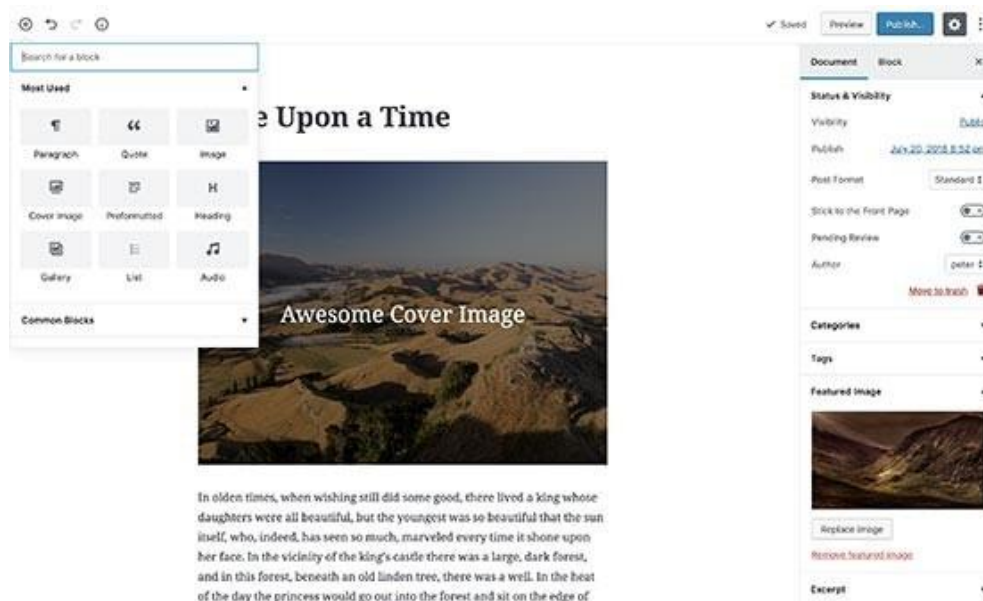 Saved
Preview
Publish...
Search for a block
Most Used
Paragraph
Quote
Image
Cover Image
Preformatted
Heading
Gallery
List
Audio
Common Blocks
e Upon a Time
Awesome Cover Image
In olden times, when wishing still did some good, there lived a king whose
daughters were all beautiful, but the youngest was so beautiful that the sun
itself, who, indeed, has seen so much, marveled every time it shone upon
her face. In the vicinity of the king's castle there was a large, dark forest,
and in this forest, beneath an old linden tree, there was a well. In the heat
of the day the princess would go out into the forest and sit on the edge of
Document
Block
Status & Visibility
Visibility
Public
Publish
July 20, 2018 8:52 pm
Post Format
Standard
Stick to the Front Page
Pending Review
Author
peter
Move to trash
Categories
Tags
Featured Image
Replace image
Remove featured image
Excerpt